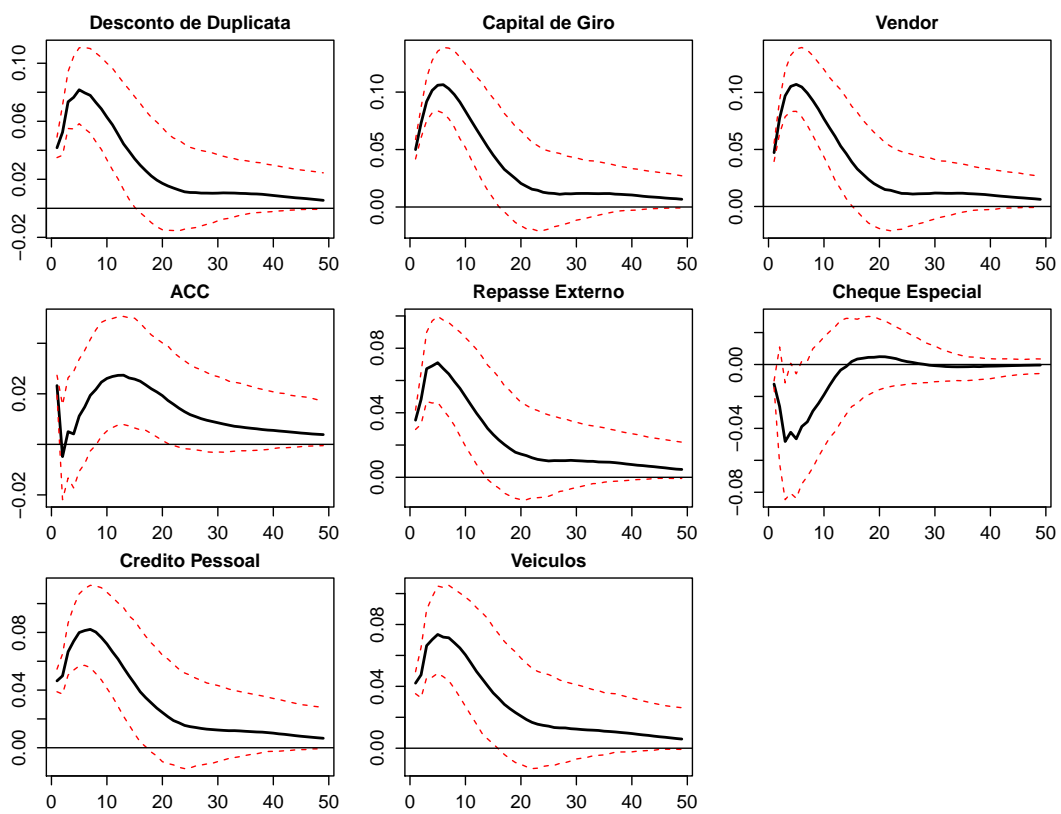 Desconto de Duplicata
−0.02 0.02 0.06 0.10
0 10 20 30 40 50
Capital de Giro
0.00 0.05 0.10
0 10 20 30 40 50
Vendor
0.00 0.05 0.10
0 10 20 30 40 50
ACC
−0.02 0.02
0 10 20 30 40 50
Repasse Externo
0.00 0.04 0.08
0 10 20 30 40 50
Cheque Especial
−0.08 −0.04 0.00
0 10 20 30 40 50
Credito Pessoal
0.00 0.04 0.08
0 10 20 30 40 50
Veiculos
0.00 0.04 0.08
0 10 20 30 40 50